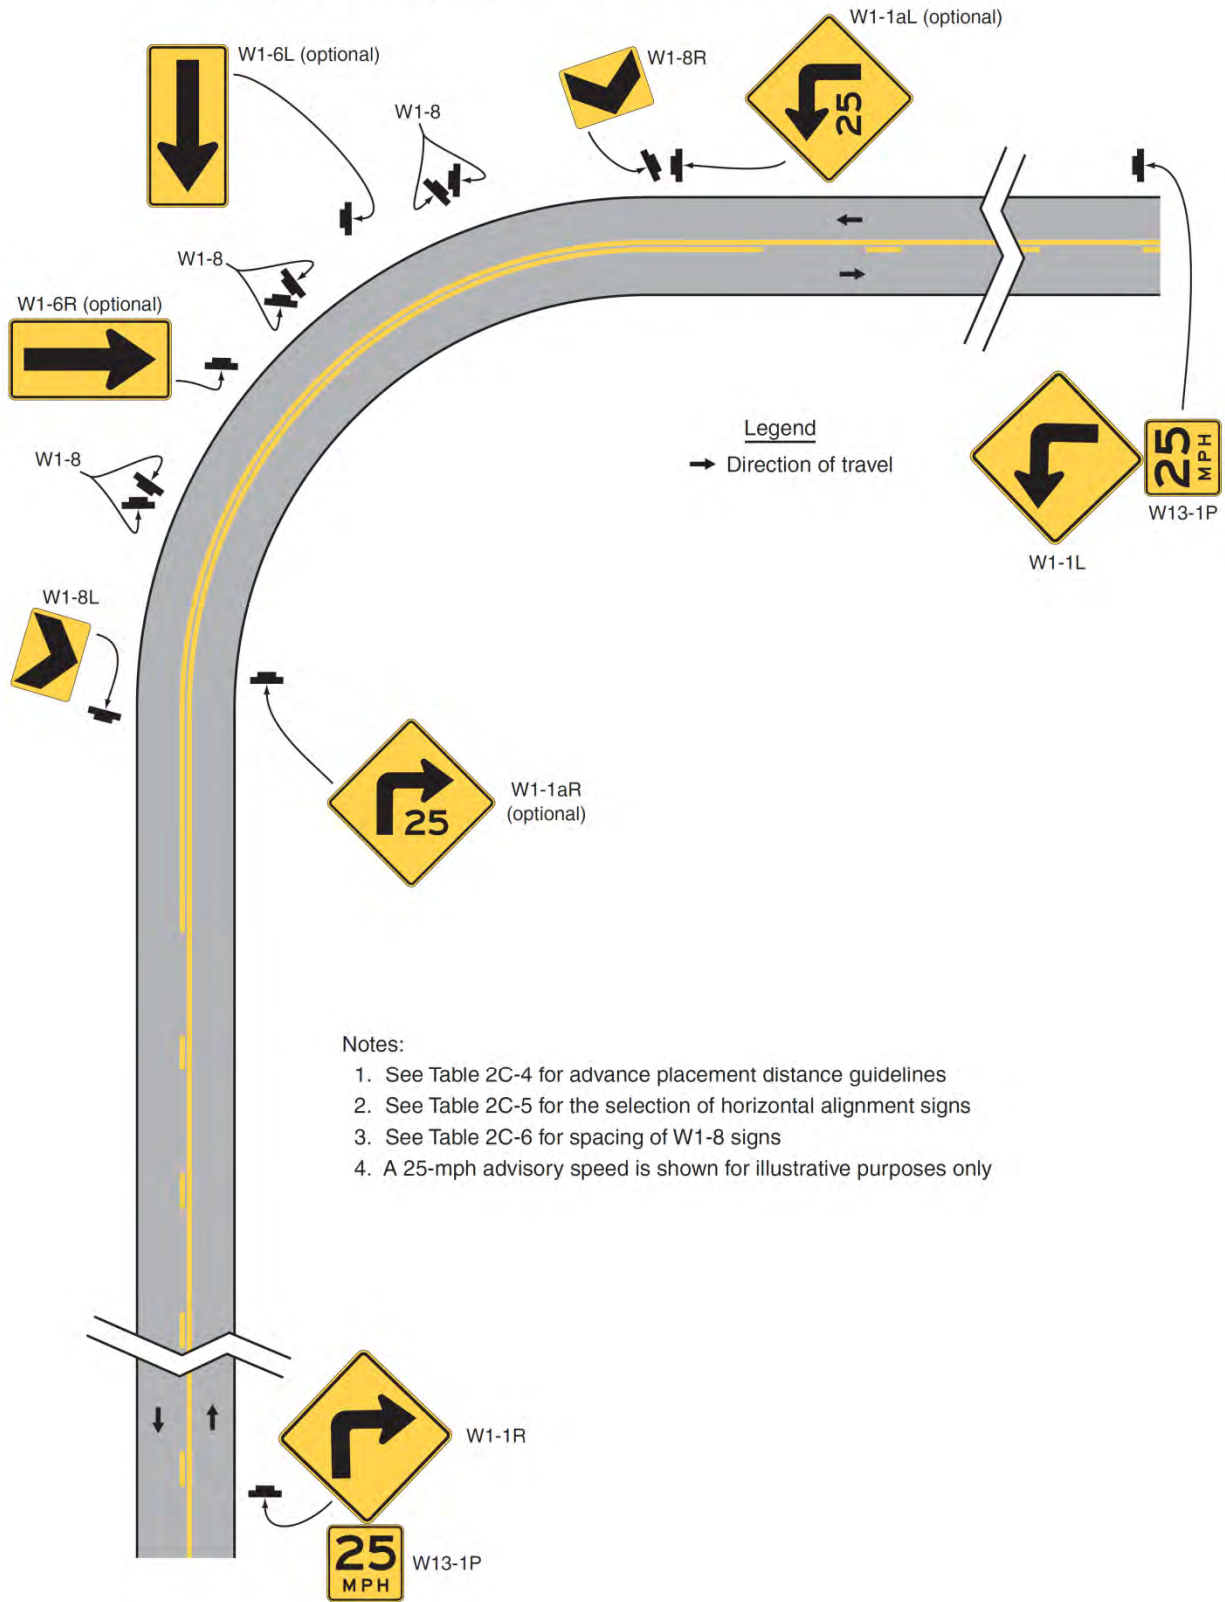 W1-1aL (optional)
W1-6L (optional)
W1-8R
25
W1-8
W1-8
W1-6R (optional)
Legend
Direction of travel
W1-8
25
MPH
W13-1P
W1-1L
W1-8L
W1-1aR
(optional)
25
Notes:
1. See Table 2C-4 for advance placement distance guidelines
2. See Table 2C-5 for the selection of horizontal alignment signs
3. See Table 2C-6 for spacing of W1-8 signs
4. A 25-mph advisory speed is shown for illustrative purposes only
W1-1R
25
MPH
W13-1P